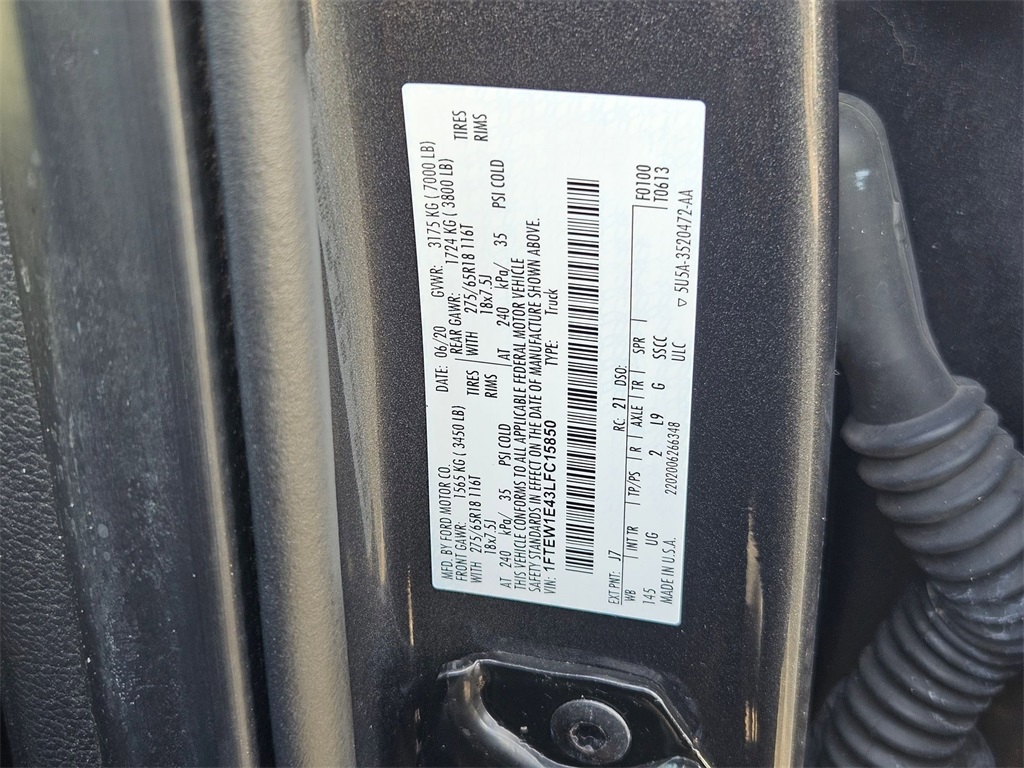 MFD. BY FORD MOTOR CO. DATE: 06/20 GVWR: 3175 KG ( 7000 LB)
FRONT GAWR: 1565 KG ( 3450 LB) REAR GAWR: 1724 KG ( 3800 LB)
WITH 275/65R18 116T TIRES WITH 275/65R18 116T TIRES
18x7.5J RIMS 18x7.5J RIMS
AT 240 kPa/ 35 PSI COLD AT 240 kPa/ 35 PSI COLD
THIS VEHICLE CONFORMS TO ALL APPLICABLE FEDERAL MOTOR VEHICLE
SAFETY STANDARDS IN EFFECT ON THE DATE OF MANUFACTURE SHOWN ABOVE.
VIN: 1FTEW1E43LFC15850 TYPE: Truck
EXT PNT: J7 RC: 21 DSO: F0100
WB INT TR TP/PS R AXLE TR SPR T0613
145 UG 2 L9 G SSCC
MADE IN U.S.A. 2202006266348 ULC ▽ 5U5A-3520472-AA